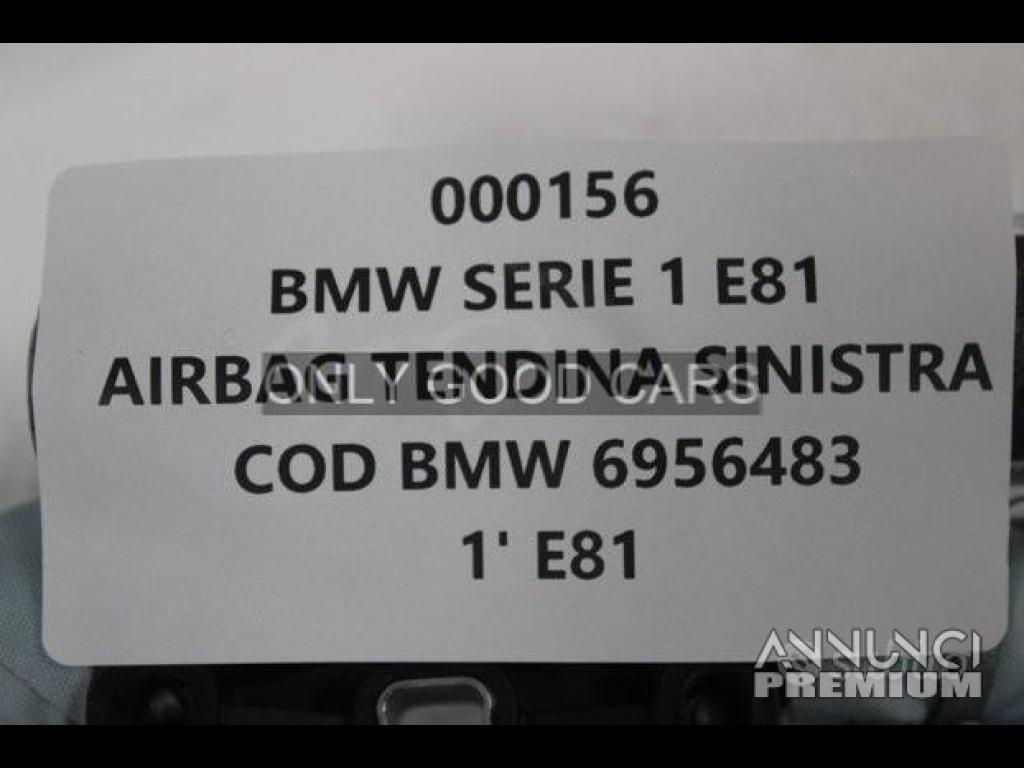 000156
BMW SERIE 1 E81
AIRBAG TENDINA SINISTRA
ONLY GOOD CARS
COD BMW 6956483
1' E81
ANNUNCI
PREMIUM